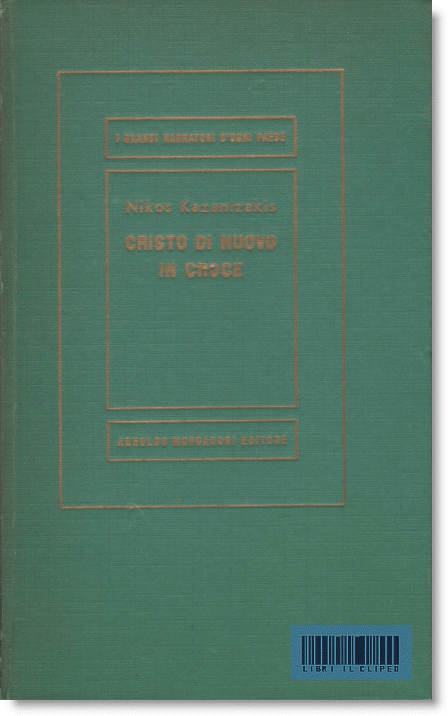 I GRANDI NARRATORI D'OGNI PAESE
Nikos Kazantzakis
CRISTO DI NUOVO
IN CROCE
ARNOLDO MONDADORI EDITORE
LIBRI IL CLIPEO